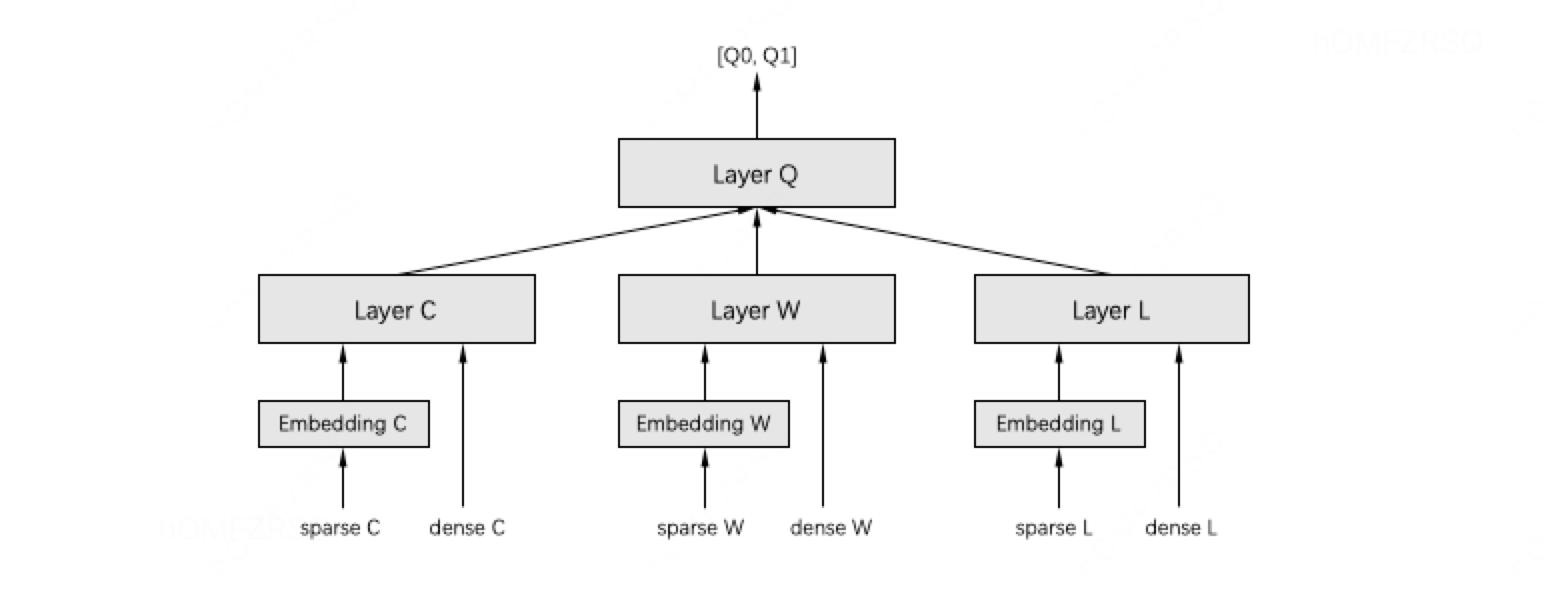 [Q0, Q1]
Layer Q
Layer C
Layer W
Layer L
Embedding C
Embedding W
Embedding L
sparse C
dense C
sparse W
dense W
sparse L
dense L